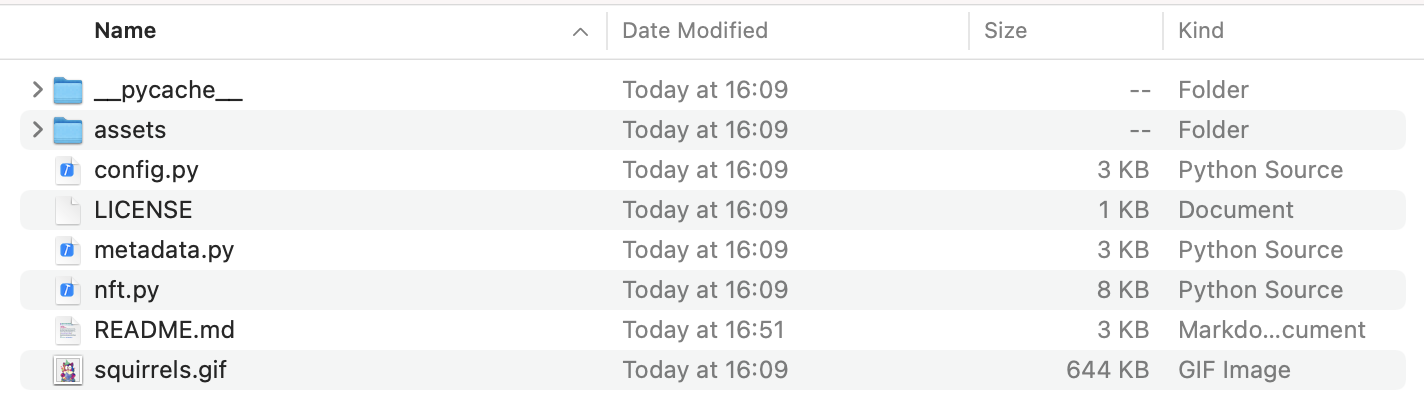 Name Date Modified Size Kind
__pycache__ Today at 16:09 -- Folder
assets Today at 16:09 -- Folder
config.py Today at 16:09 3 KB Python Source
LICENSE Today at 16:09 1 KB Document
metadata.py Today at 16:09 3 KB Python Source
nft.py Today at 16:09 8 KB Python Source
README.md Today at 16:51 3 KB Markdo...cument
squirrels.gif Today at 16:09 644 KB GIF Image